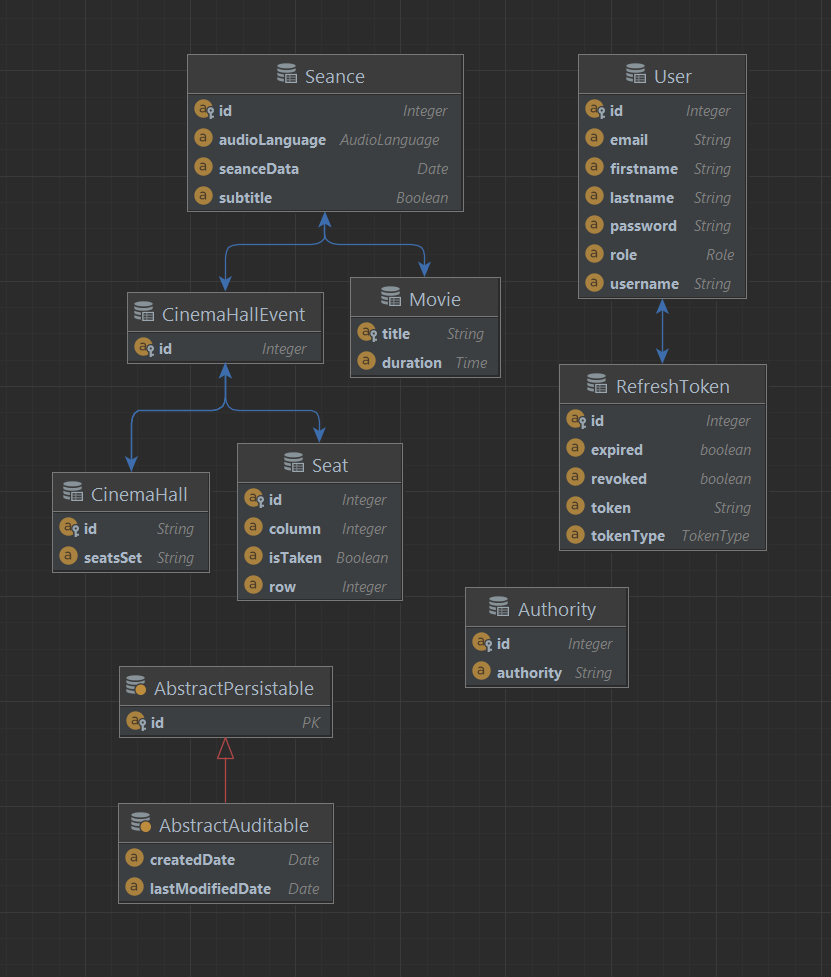 Seance
id Integer
audioLanguage AudioLanguage
seanceData Date
subtitle Boolean
User
id Integer
email String
firstname String
lastname String
password String
role Role
username String
CinemaHallEvent
id Integer
Movie
title String
duration Time
RefreshToken
id Integer
expired boolean
revoked boolean
token String
tokenType TokenType
CinemaHall
id String
seatsSet String
Seat
id Integer
column Integer
isTaken Boolean
row Integer
Authority
id Integer
authority String
AbstractPersistable
id PK
AbstractAuditable
createdDate Date
lastModifiedDate Date